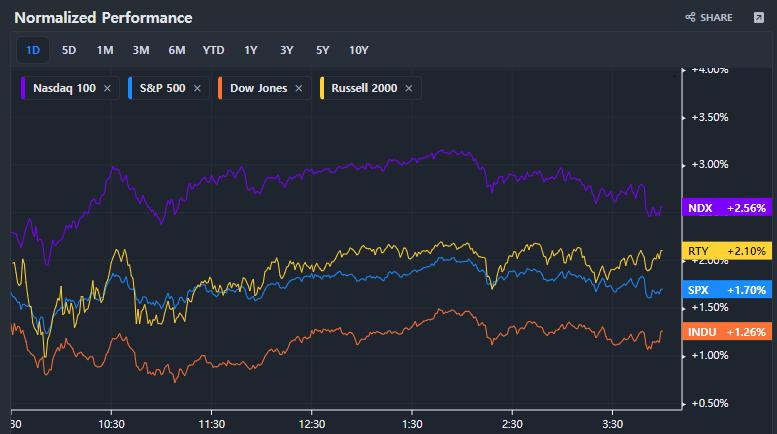 Normalized Performance
SHARE
1D 5D 1M 3M 6M YTD 1Y 3Y 5Y 10Y
Nasdaq 100 × S&P 500 × Dow Jones × Russell 2000 ×
+4.00%
+3.50%
+3.00%
NDX +2.56%
RTY +2.10%
+2.00%
SPX +1.70%
+1.50%
INDU +1.26%
+1.00%
+0.50%
:30 10:30 11:30 12:30 1:30 2:30 3:30